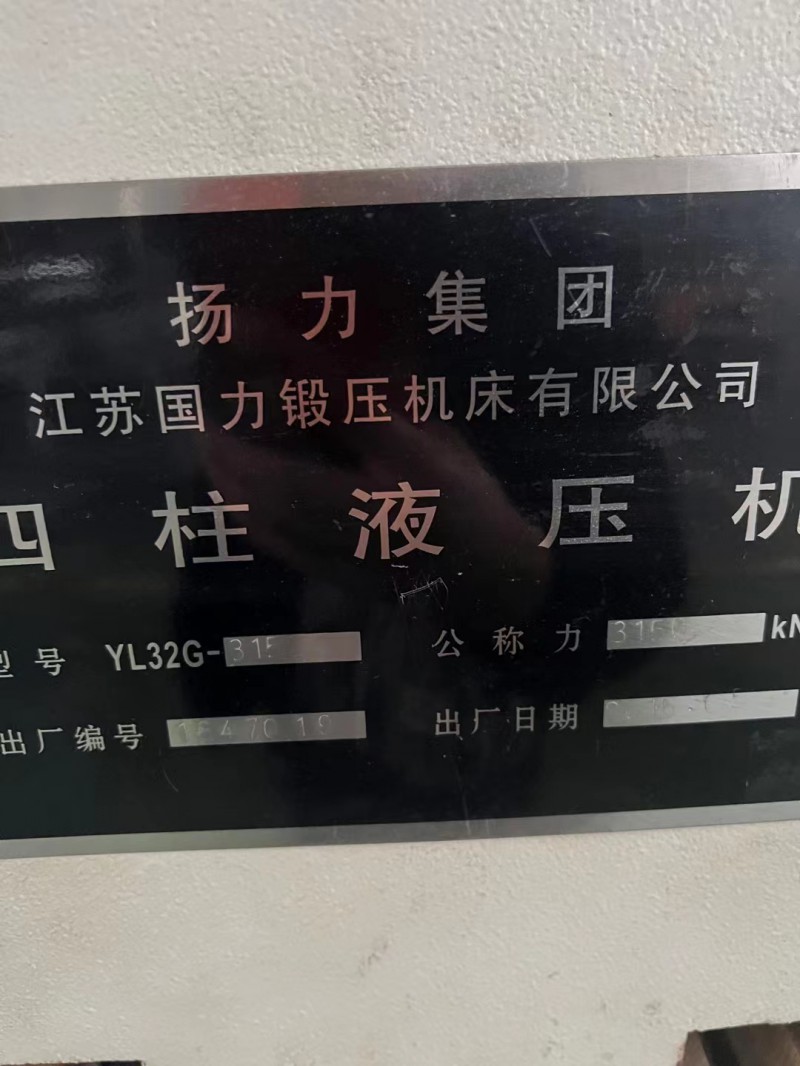 扬力集团
江苏国力锻压机床有限公司
四柱液压机
型号 YL32G-315 公称力 kN
出厂编号 出厂日期